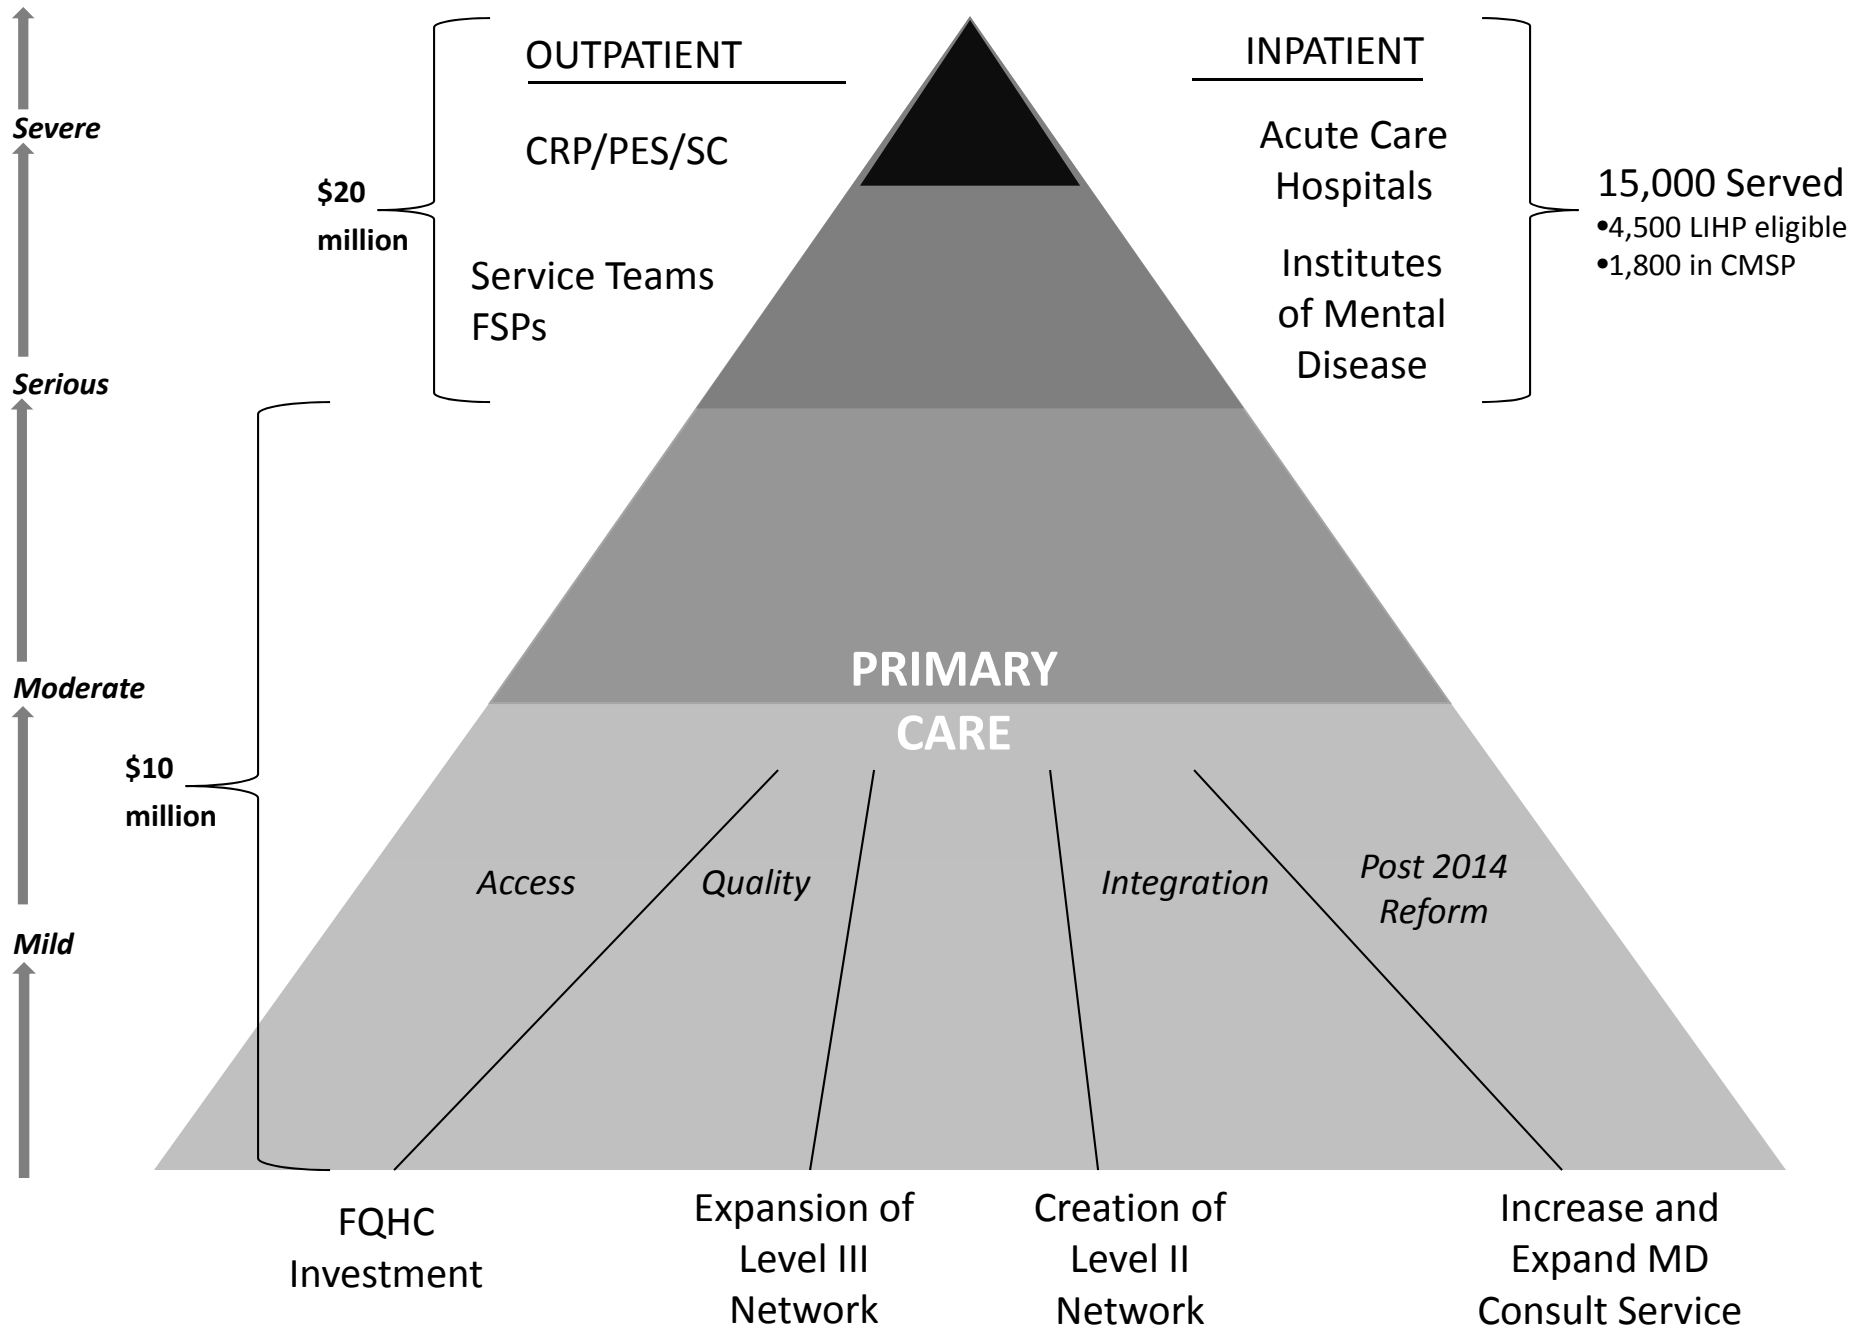 OUTPATIENT
INPATIENT
Severe
CRP/PES/SC
Acute Care
Hospitals
$20
million
15,000 Served
•4,500 LIHP eligible
•1,800 in CMSP
Service Teams
FSPs
Institutes
of Mental
Disease
Serious
PRIMARY
CARE
Moderate
$10
million
Access
Quality
Integration
Post 2014
Reform
Mild
FQHC
Investment
Expansion of
Level III
Network
Creation of
Level II
Network
Increase and
Expand MD
Consult Service